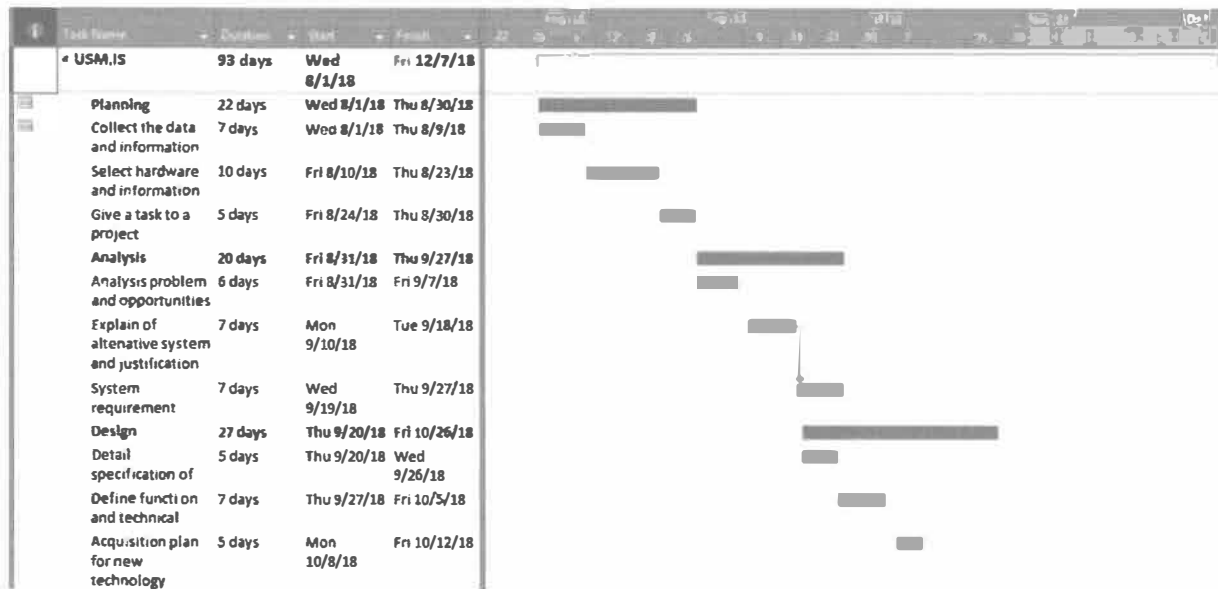 Task Name Duration Start Finish
USM.IS 93 days Wed Fri 12/7/18
8/1/18
Planning 22 days Wed 8/1/18 Thu 8/30/18
Collect the data 7 days Wed 8/1/18 Thu 8/9/18
and information
Select hardware 10 days Fri 8/10/18 Thu 8/23/18
and information
Give a task to a 5 days Fri 8/24/18 Thu 8/30/18
project
Analysis 20 days Fri 8/31/18 Thu 9/27/18
Analysis problem 6 days Fri 8/31/18 Fri 9/7/18
and opportunities
Explain of 7 days Mon Tue 9/18/18
altenative system 9/10/18
and justification
System 7 days Wed Thu 9/27/18
requirement 9/19/18
Design 27 days Thu 9/20/18 Fri 10/26/18
Detail 5 days Thu 9/20/18 Wed
specification of 9/26/18
Define function 7 days Thu 9/27/18 Fri 10/5/18
and technical
Acquisition plan 5 days Mon Fri 10/12/18
for new 10/8/18
technology